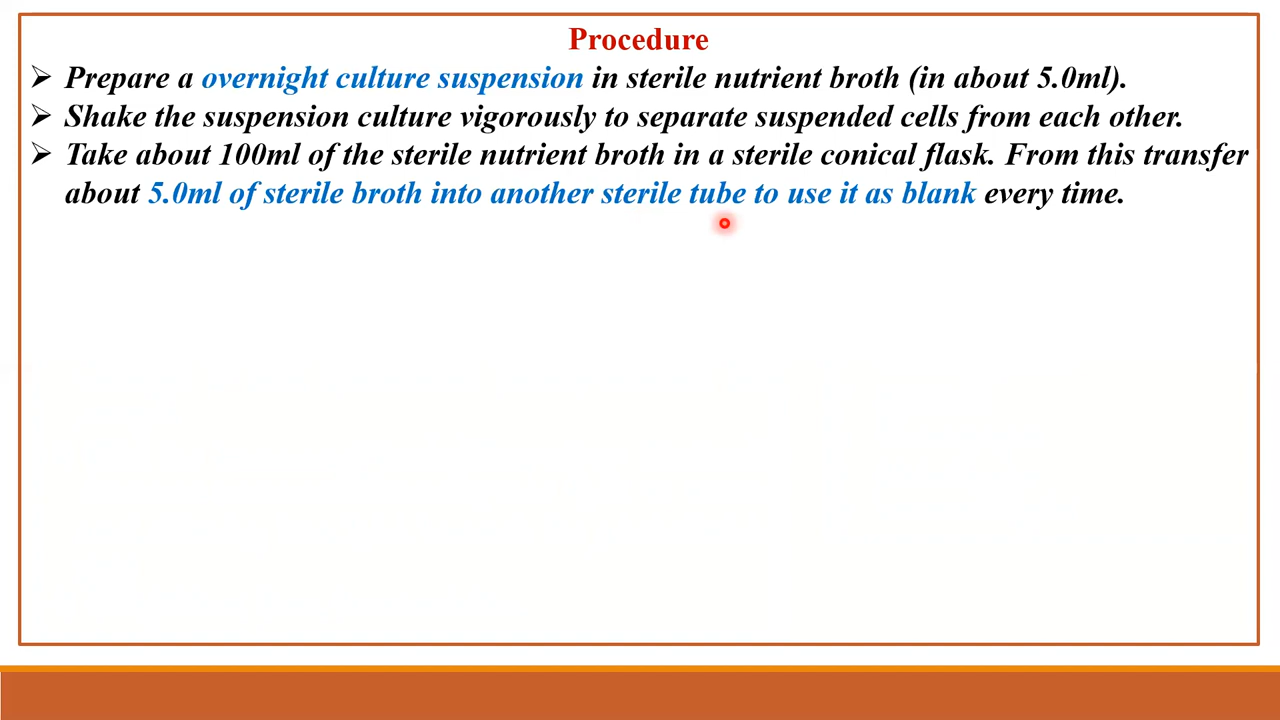 Procedure
➢ Prepare a overnight culture suspension in sterile nutrient broth (in about 5.0ml).
➢ Shake the suspension culture vigorously to separate suspended cells from each other.
➢ Take about 100ml of the sterile nutrient broth in a sterile conical flask. From this transfer
about 5.0ml of sterile broth into another sterile tube to use it as blank every time.